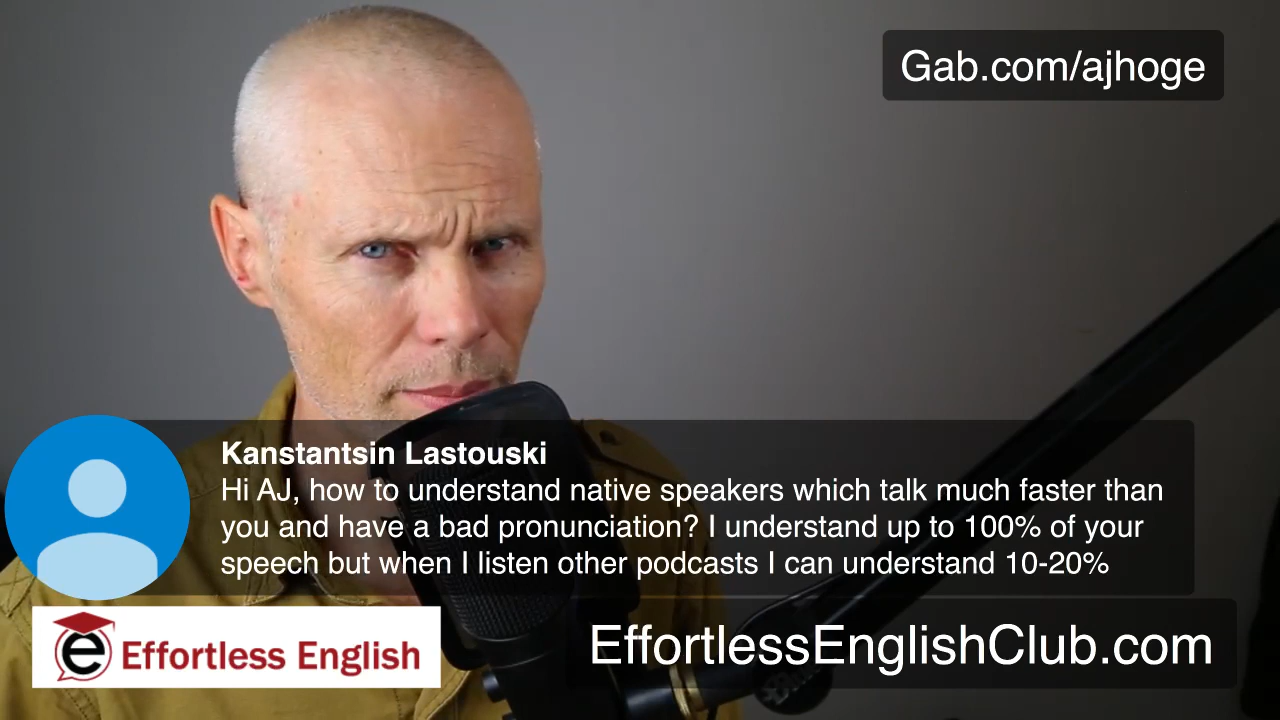 Gab.com/ajhoge
Kanstantsin Lastouski
Hi AJ, how to understand native speakers which talk much faster than
you and have a bad pronunciation? I understand up to 100% of your
speech but when I listen other podcasts I can understand 10-20%
e Effortless English
EffortlessEnglishClub.com